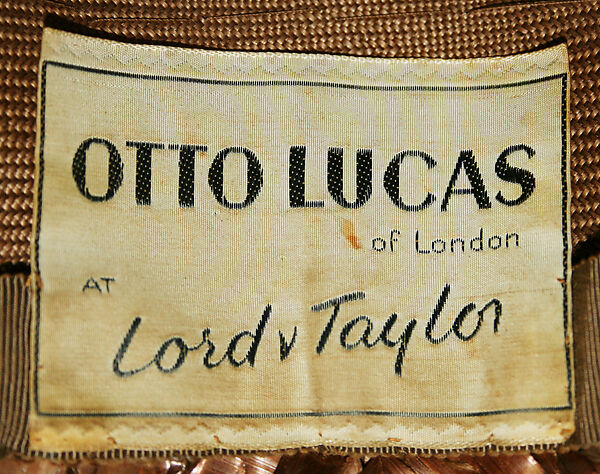 OTTO LUCAS
of London
AT
Lord v Taylor